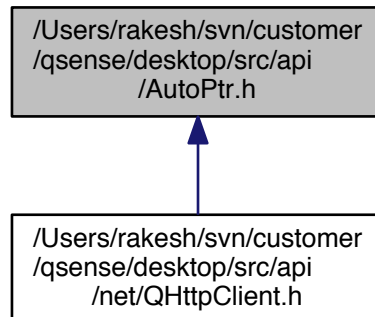 /Users/rakesh/svn/customer
/qsense/desktop/src/api
/AutoPtr.h
/Users/rakesh/svn/customer
/qsense/desktop/src/api
/net/QHttpClient.h